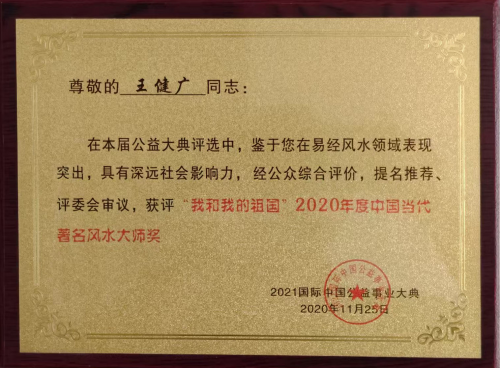 尊敬的 王健广 同志：
在本届公益大典评选中，鉴于您在易经风水领域表现
突出，具有深远社会影响力，经公众综合评价，提名推荐、
评委会审议，获评“我和我的祖国”2020年度中国当代
著名风水大师奖
2021国际中国公益事业大典
2020年11月25日